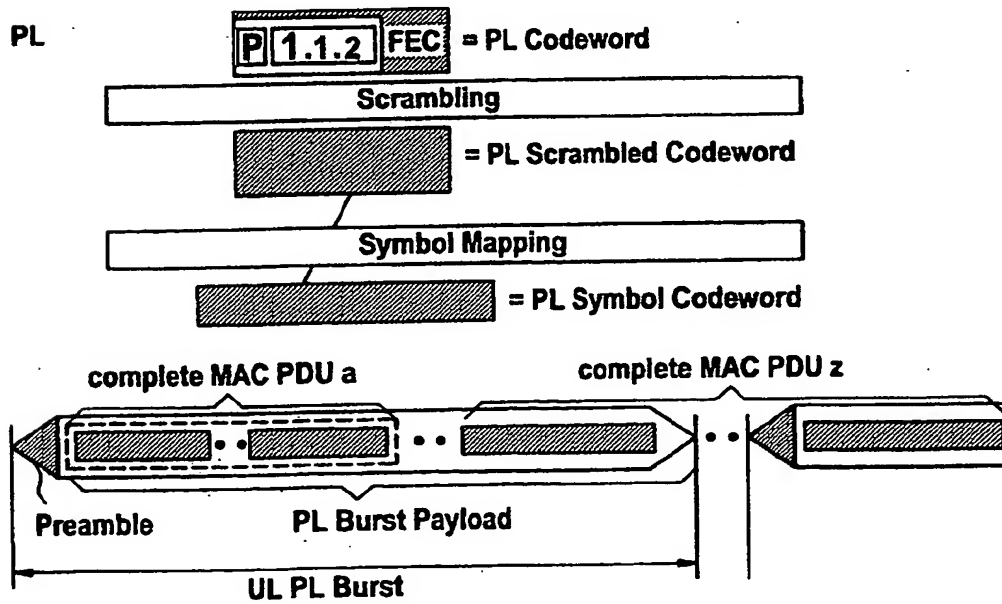 PL
P 1.1.2 FEC = PL Codeword
Scrambling
= PL Scrambled Codeword
Symbol Mapping
= PL Symbol Codeword
complete MAC PDU a
complete MAC PDU z
Preamble
PL Burst Payload
UL PL Burst